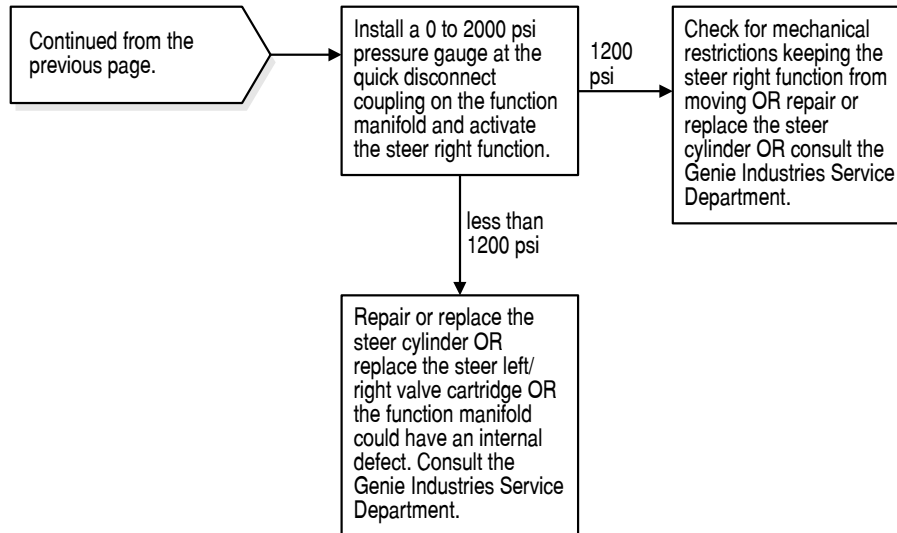 Continued from the
previous page.
Install a 0 to 2000 psi
pressure gauge at the
quick disconnect
coupling on the function
manifold and activate
the steer right function.
1200
psi
Check for mechanical
restrictions keeping the
steer right function from
moving OR repair or
replace the steer
cylinder OR consult the
Genie Industries Service
Department.
less than
1200 psi
Repair or replace the
steer cylinder OR
replace the steer left/
right valve cartridge OR
the function manifold
could have an internal
defect. Consult the
Genie Industries Service
Department.